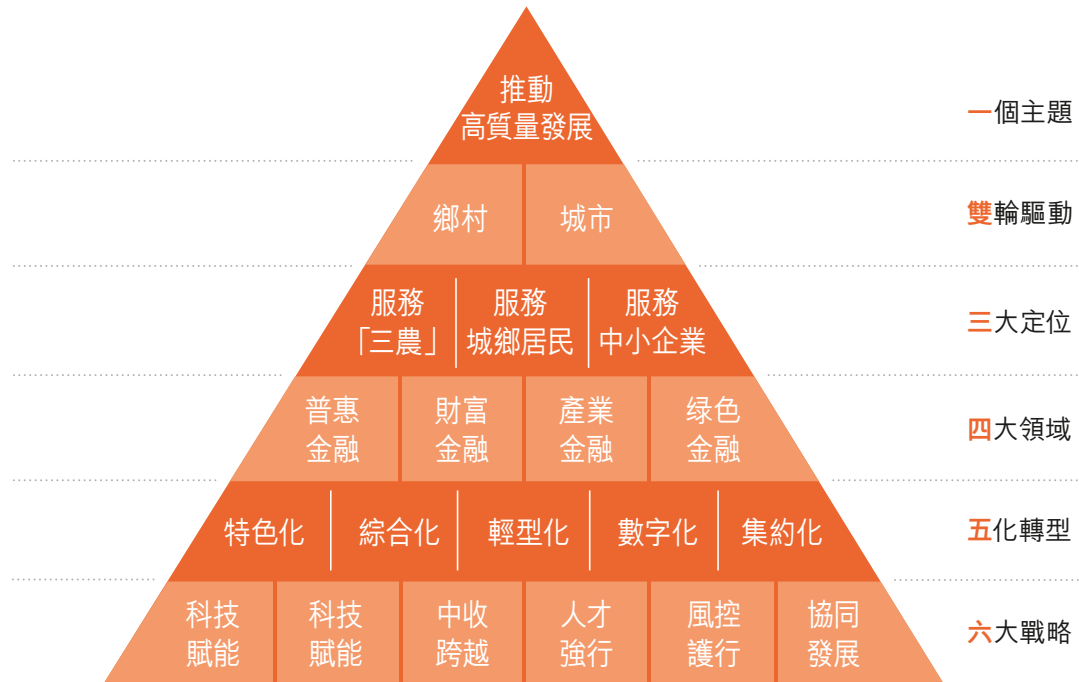 推動
高質量發展
一個主題
鄉村
城市
雙輪驅動
服務
「三農」
服務
城鄉居民
服務
中小企業
三大定位
普惠
金融
財富
金融
產業
金融
绿色
金融
四大領域
特色化
綜合化
輕型化
數字化
集約化
五化轉型
科技
賦能
科技
賦能
中收
跨越
人才
強行
風控
護行
協同
發展
六大戰略